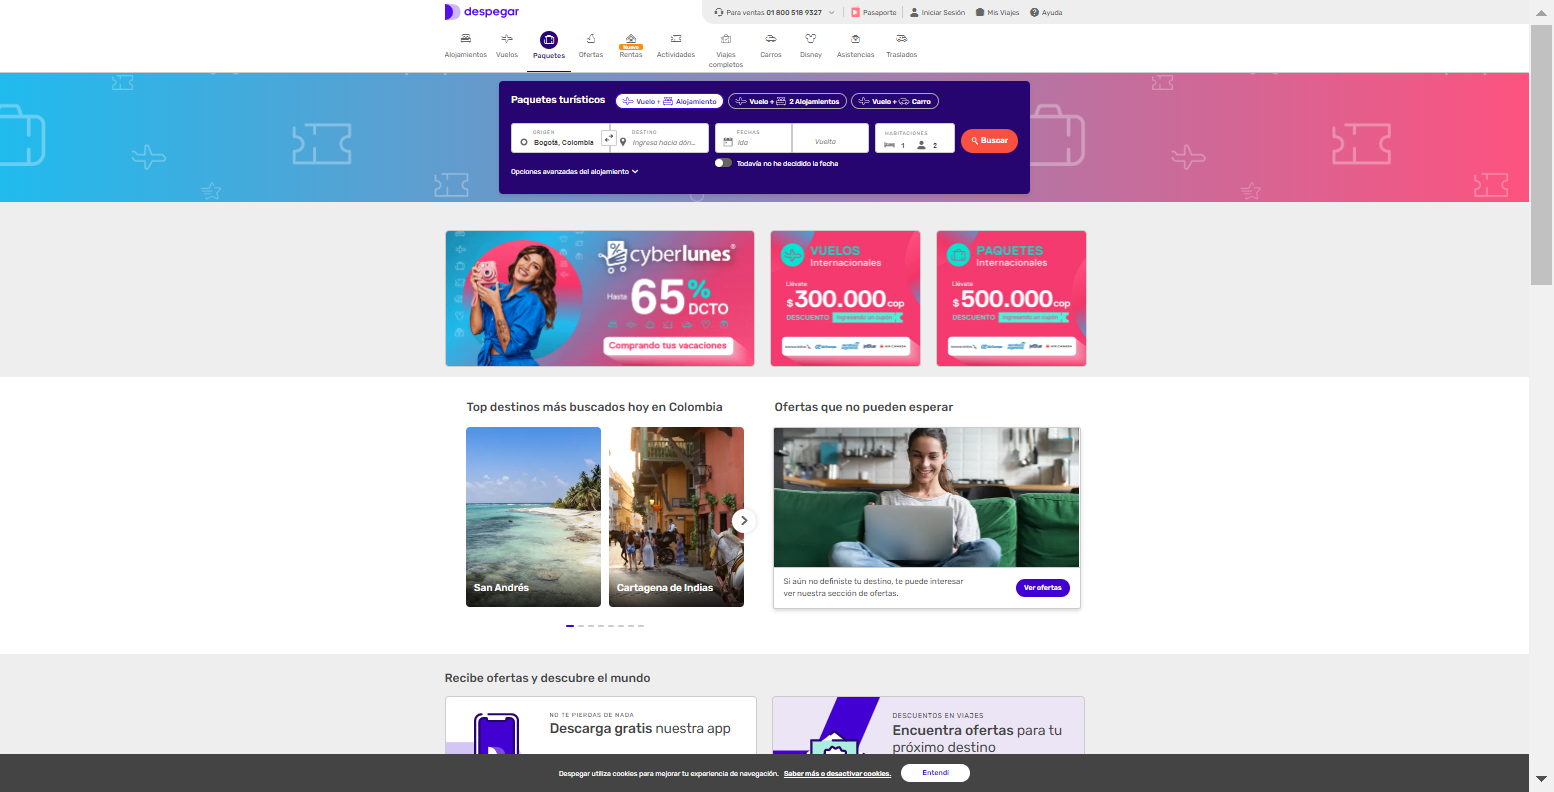 despegar
Para ventas 01 800 518 9327
Pasaporte
Iniciar Sesión
Mis Viajes
Ayuda
Alojamientos
Vuelos
Paquetes
Ofertas
Nuevo
Rentas
Actividades
Viajes
completos
Carros
Disney
Asistencias
Traslados
Paquetes turísticos
Vuelo + Alojamiento
Vuelo + 2 Alojamientos
Vuelo + Carro
ORIGEN
Bogotá, Colombia
DESTINO
Ingresa hacia dón...
FECHAS
Ida
Vuelta
HABITACIONES
1
2
Buscar
Todavía no he decidido la fecha
Opciones avanzadas del alojamiento
% cyberlunes®
Hasta 65% DCTO
Comprando tus vacaciones
VUELOS
Internacionales
Llévate
$300.000 cop
DESCUENTO Ingresando un cupón
PAQUETES
Internacionales
Llévate
$500.000 cop
DESCUENTO Ingresando un cupón
Top destinos más buscados hoy en Colombia
San Andrés
Cartagena de Indias
Ofertas que no pueden esperar
Si aún no definiste tu destino, te puede interesar
ver nuestra sección de ofertas.
Ver ofertas
Recibe ofertas y descubre el mundo
NO TE PIERDAS DE NADA
Descarga gratis nuestra app
DESCUENTOS EN VIAJES
Encuentra ofertas para tu
próximo destino
Despegar utiliza cookies para mejorar tu experiencia de navegación. Saber más o desactivar cookies.
Entendí